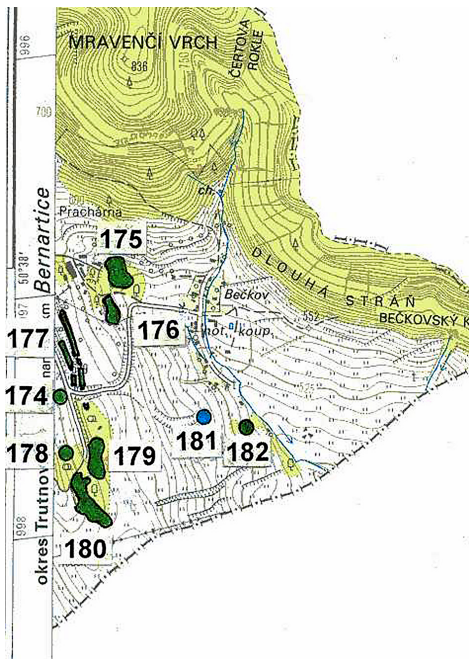 996
MRAVENČÍ VRCH
ČERTOVA
ROKLE
836
700
ch.
Prachárna
Bernartice
50°38'
175
DLOUHÁ STRÁŇ
Bečkov
552
BEČKOVSKÝ K
997
177
176
koup.
174
181
182
178
179
180
okres Trutnov
998